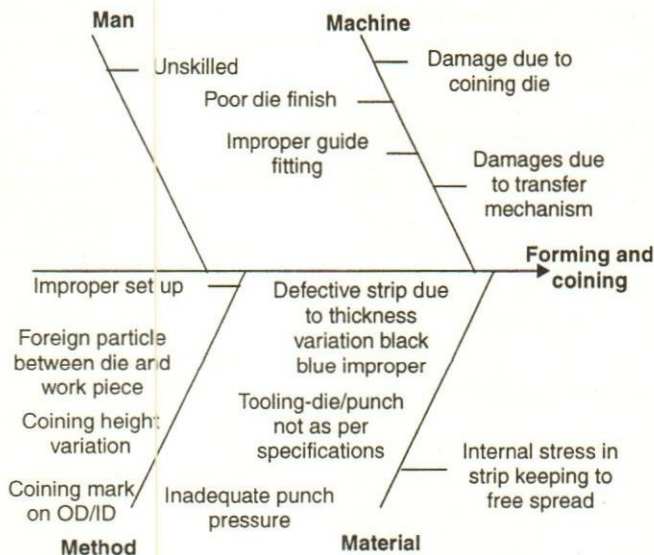 Man
Machine
Unskilled
Damage due to
coining die
Poor die finish
Improper guide
fitting
Damages due
to transfer
mechanism
Forming and
coining
Improper set up
Defective strip due
to thickness
variation black
blue improper
Foreign particle
between die and
work piece
Tooling-die/punch
not as per
specifications
Coining height
variation
Internal stress in
strip keeping to
free spread
Coining mark
on OD/ID
Inadequate punch
pressure
Method
Material